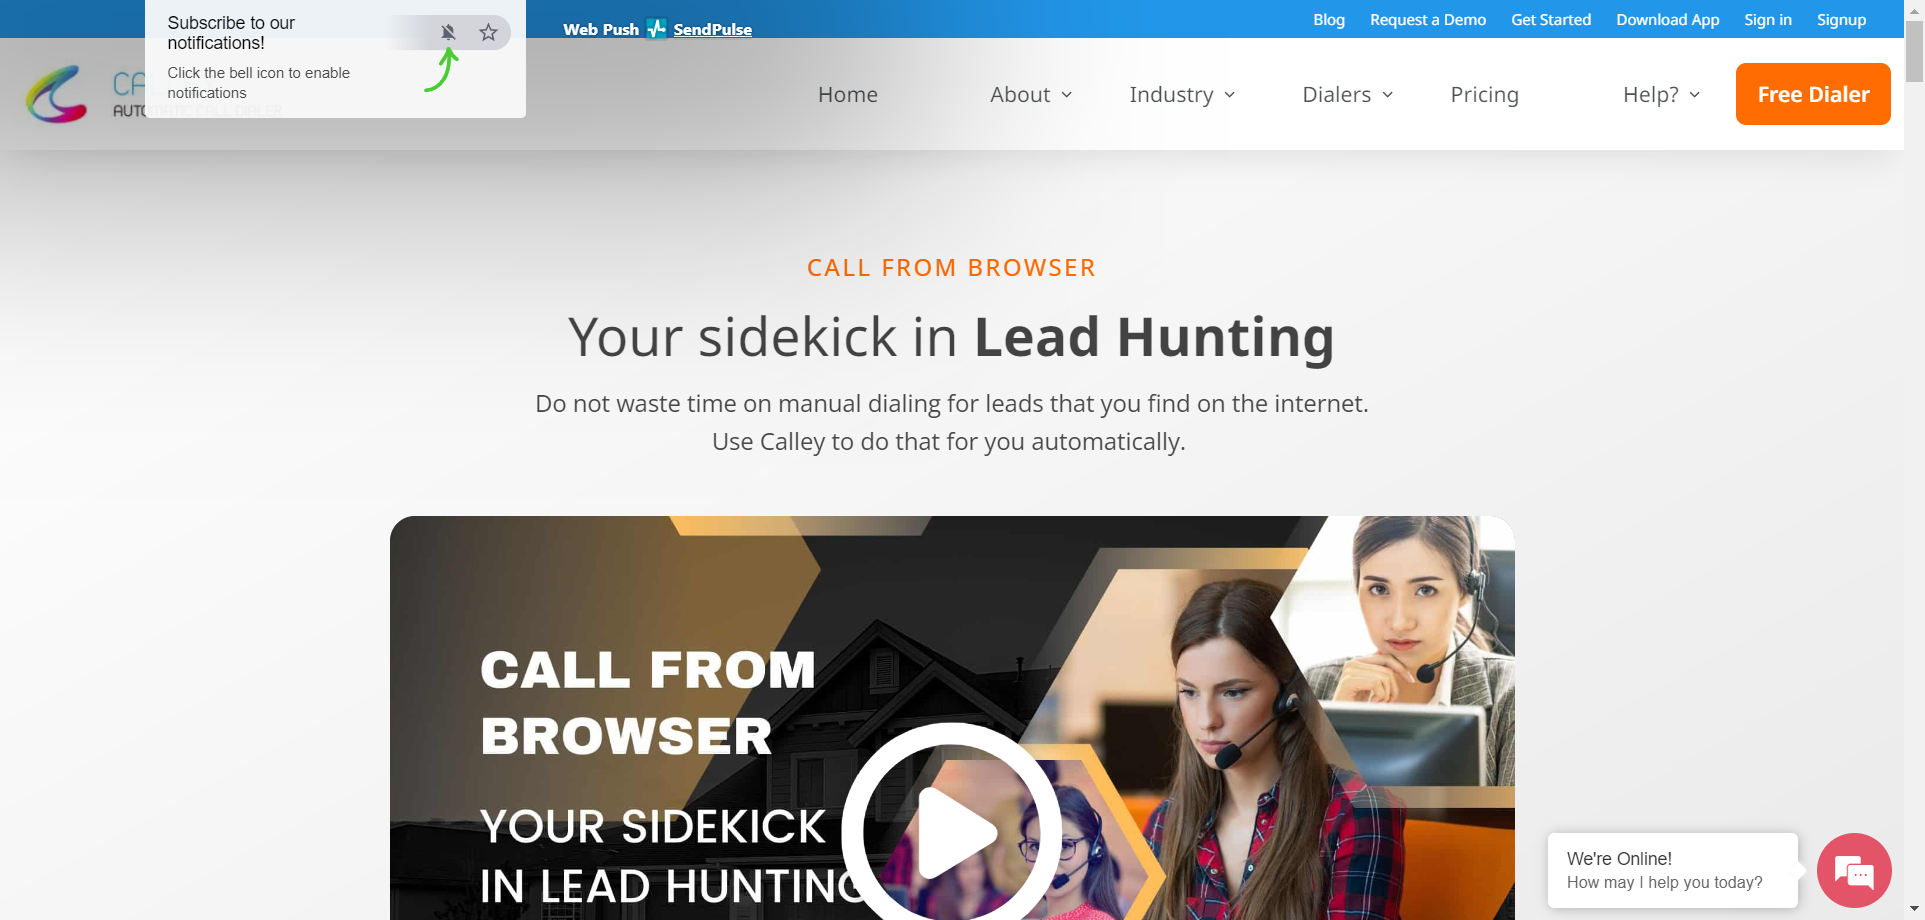 Subscribe to our
notifications!
Click the bell icon to enable
notifications
Web Push SendPulse
Blog Request a Demo Get Started Download App Sign in Signup
Home About Industry Dialers Pricing Help? Free Dialer
CALL FROM BROWSER
Your sidekick in Lead Hunting
Do not waste time on manual dialing for leads that you find on the internet.
Use Calley to do that for you automatically.
CALL FROM
BROWSER
YOUR SIDEKICK
IN LEAD HUNTING
We're Online!
How may I help you today?